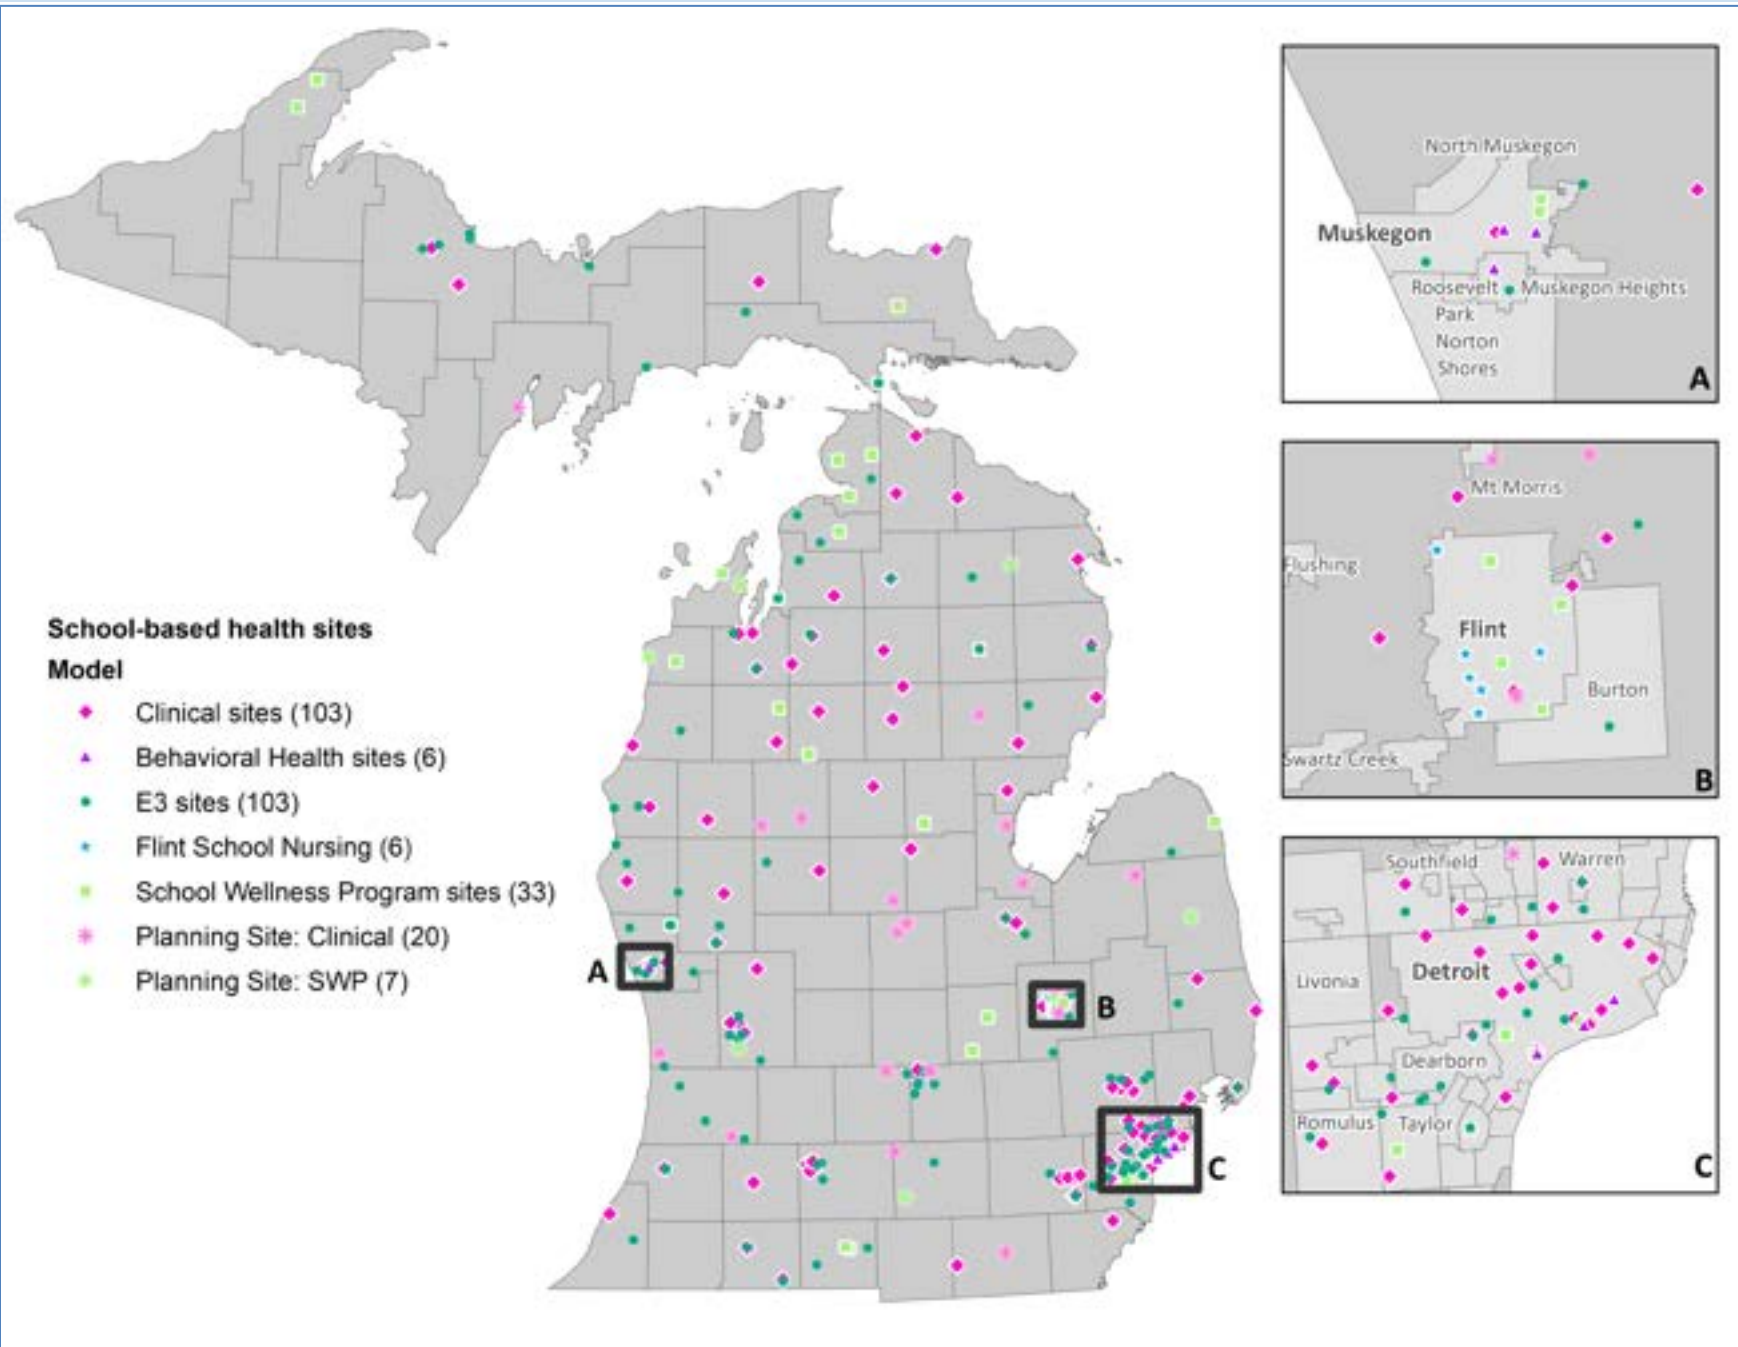 School-based health sites
Model
Clinical sites (103)
Behavioral Health sites (6)
E3 sites (103)
Flint School Nursing (6)
School Wellness Program sites (33)
Planning Site: Clinical (20)
Planning Site: SWP (7)
A
B
C
North Muskegon
Muskegon
Roosevelt
Park
Muskegon Heights
Norton
Shores
A
Mt Morris
Flushing
Flint
Burton
Swartz Creek
B
Southfield
Warren
Livonia
Detroit
Dearborn
Romulus
Taylor
C